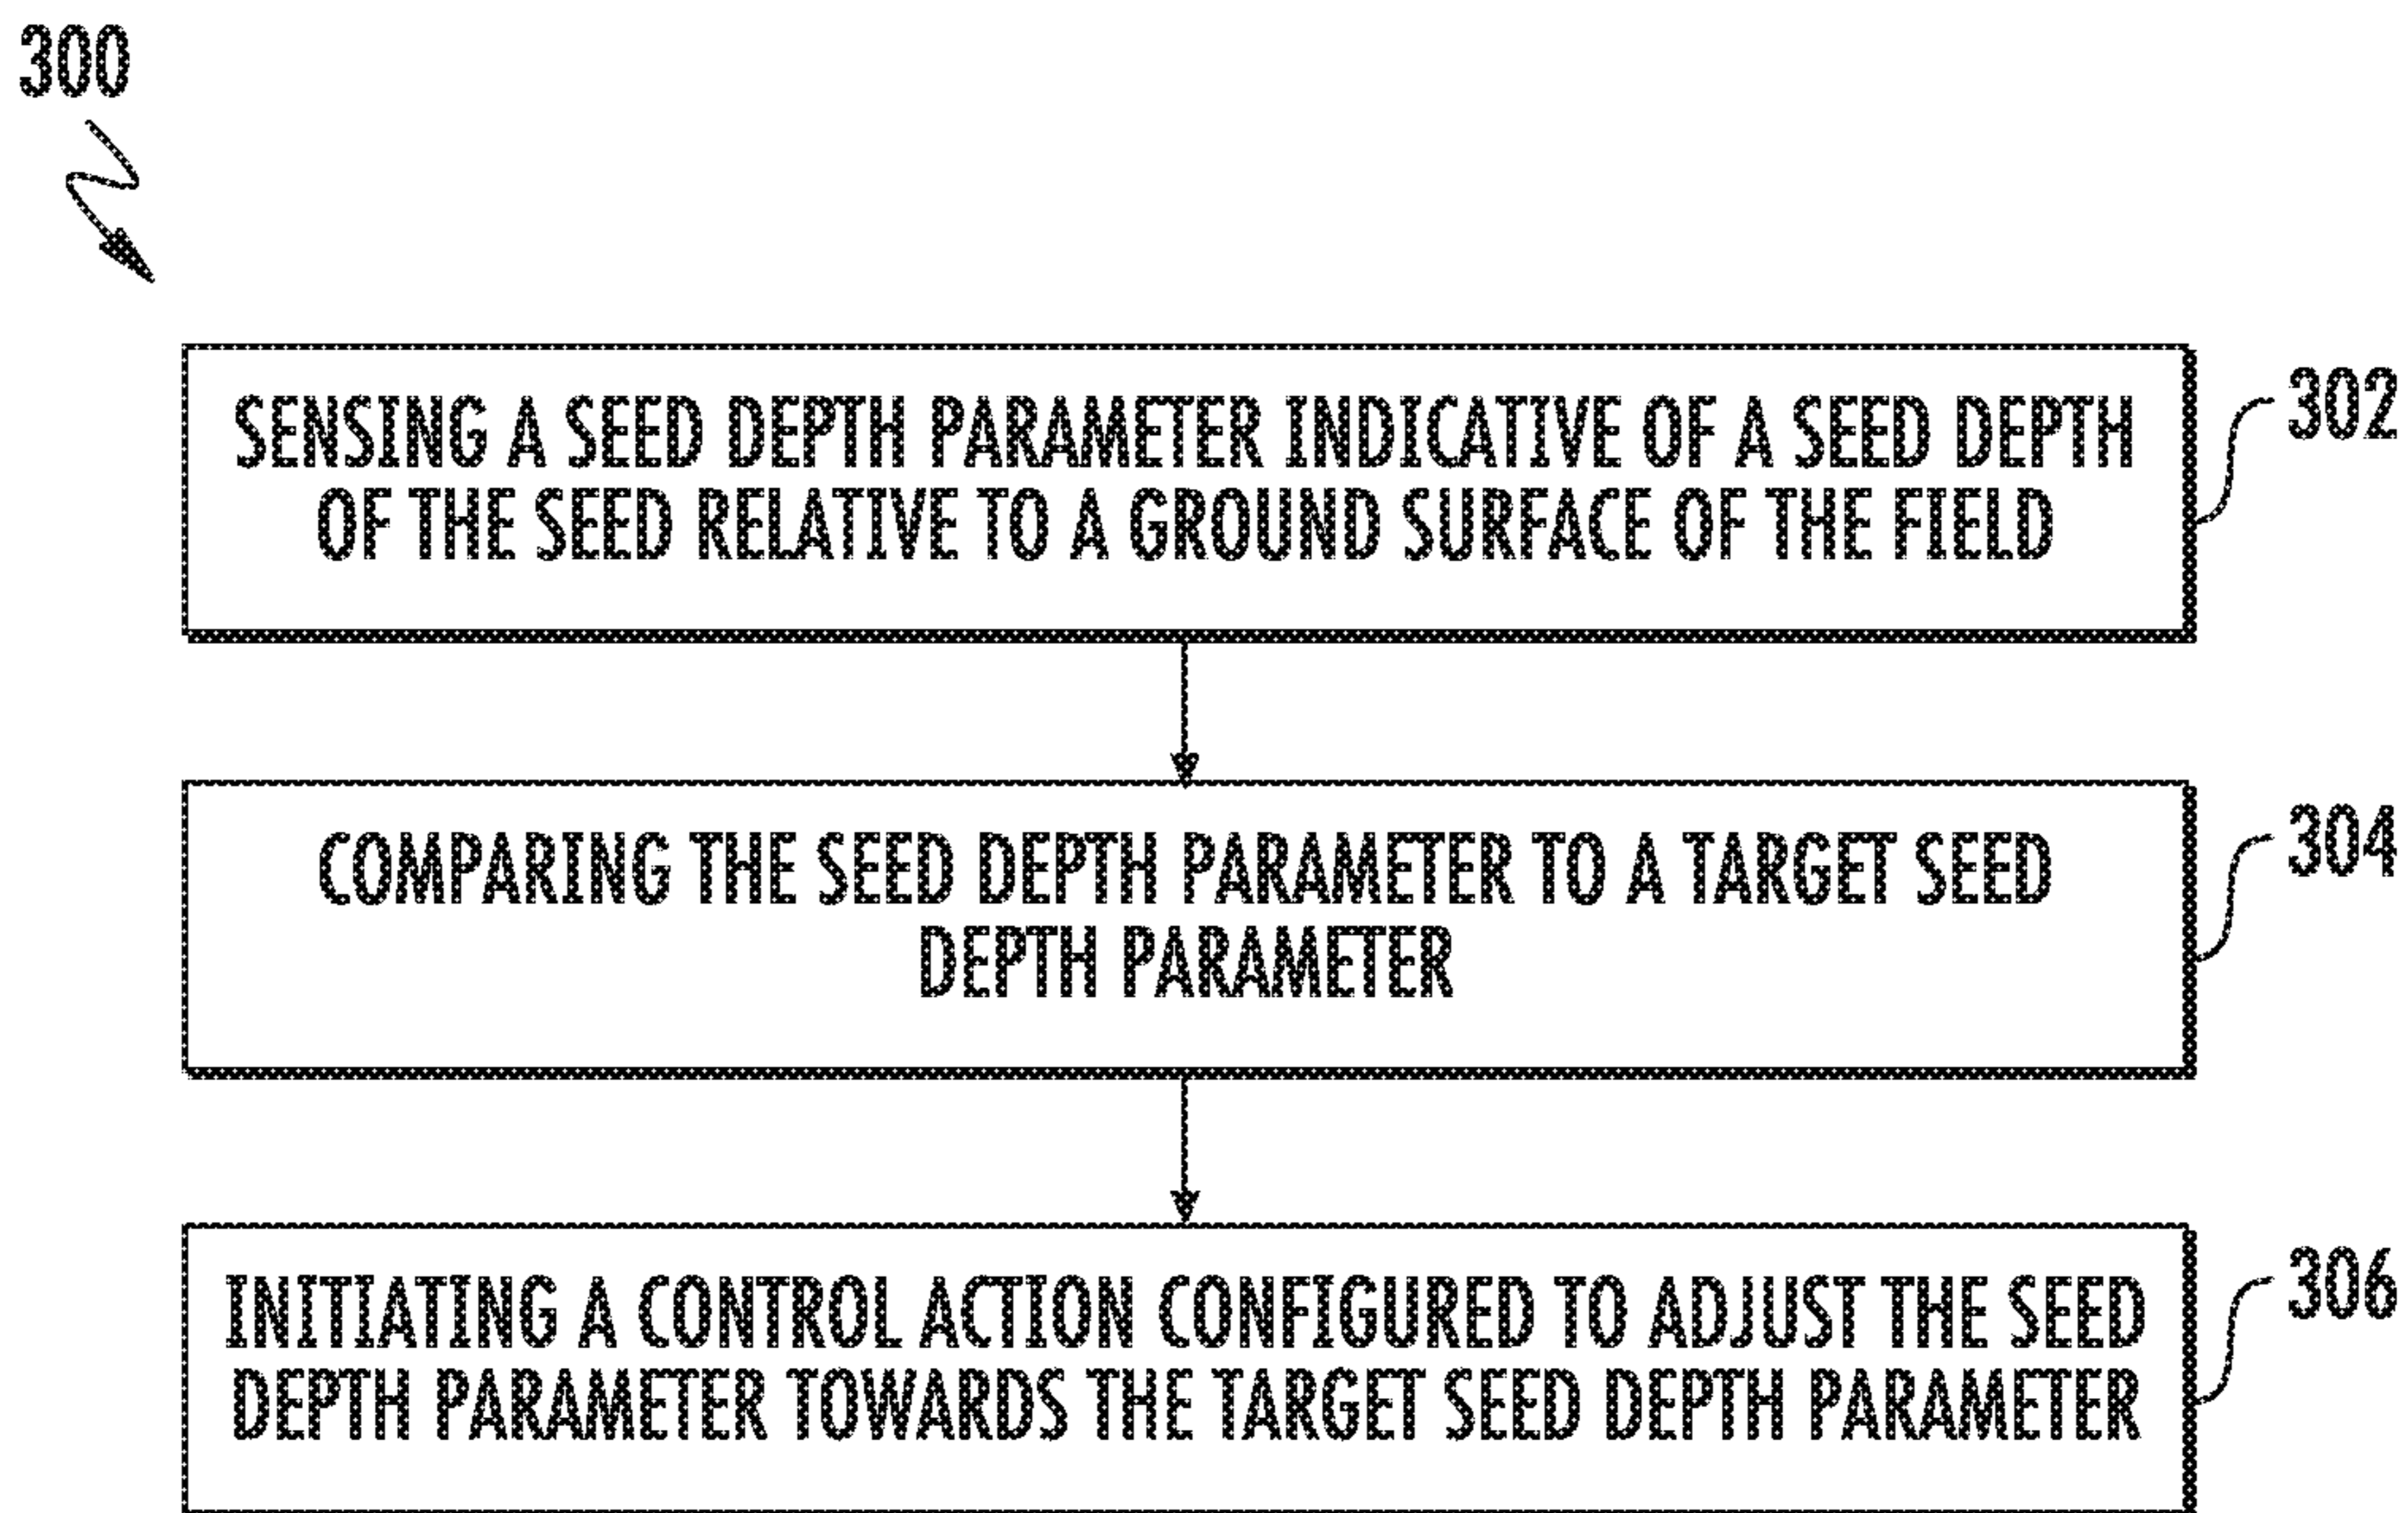 300
SENSING A SEED DEPTH PARAMETER INDICATIVE OF A SEED DEPTH
OF THE SEED RELATIVE TO A GROUND SURFACE OF THE FIELD
302
COMPARING THE SEED DEPTH PARAMETER TO A TARGET SEED
DEPTH PARAMETER
304
INITIATING A CONTROL ACTION CONFIGURED TO ADJUST THE SEED
DEPTH PARAMETER TOWARDS THE TARGET SEED DEPTH PARAMETER
306